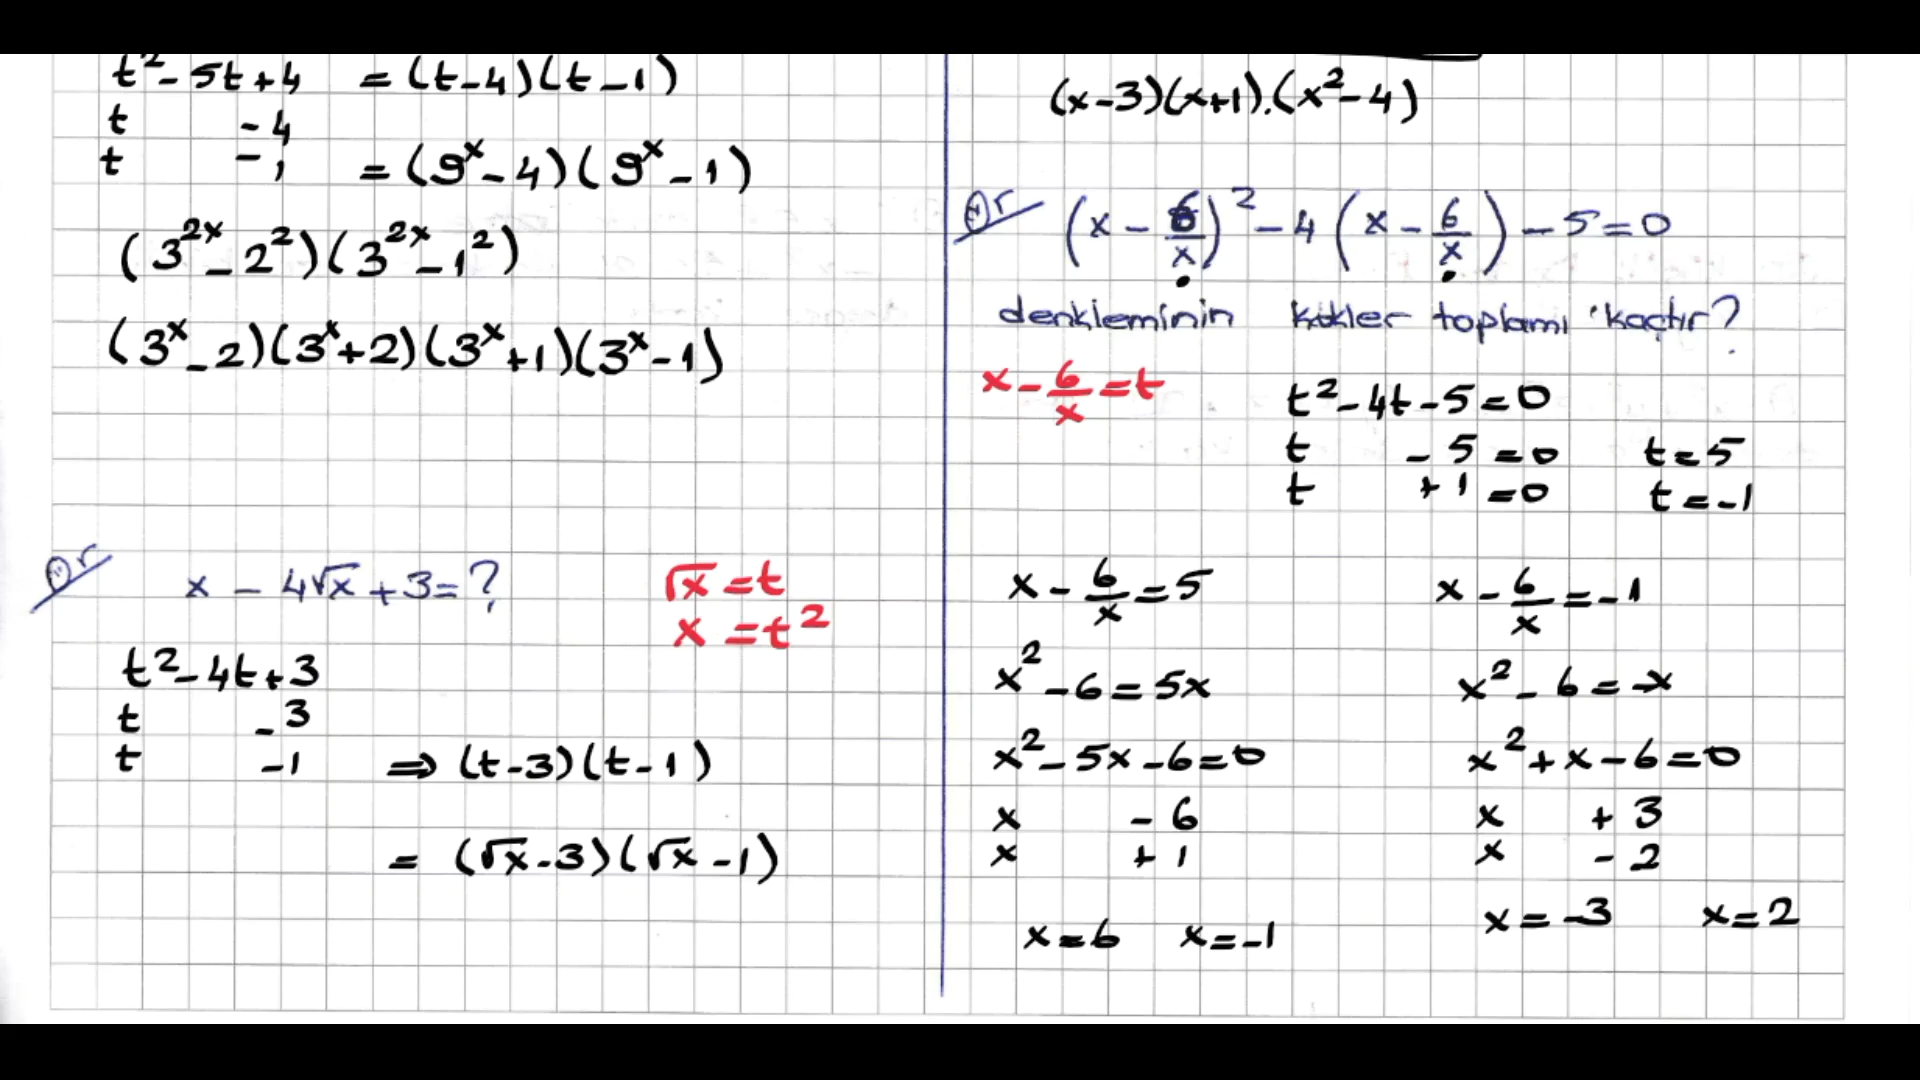 t² - 5t + 4 = (t-4)(t-1)
t - 4
t - 1 = (9ˣ - 4)(9ˣ - 1)
(3²ˣ - 2²)(3²ˣ - 1²)
(3ˣ - 2)(3ˣ + 2)(3ˣ + 1)(3ˣ - 1)
Ör x - 4√x + 3 = ?
√x = t
x = t²
t² - 4t + 3
t - 3
t - 1 ⇒ (t-3)(t-1)
= (√x - 3)(√x - 1)
(x-3)(x+1).(x²-4)
Ör (x - 6/x)² - 4(x - 6/x) - 5 = 0
denkleminin kökler toplamı kaçtır?
x - 6/x = t
t² - 4t - 5 = 0
t - 5 = 0 t = 5
t + 1 = 0 t = -1
x - 6/x = 5
x² - 6 = 5x
x² - 5x - 6 = 0
x - 6
x + 1
x = 6 x = -1
x - 6/x = -1
x² - 6 = -x
x² + x - 6 = 0
x + 3
x - 2
x = -3 x = 2